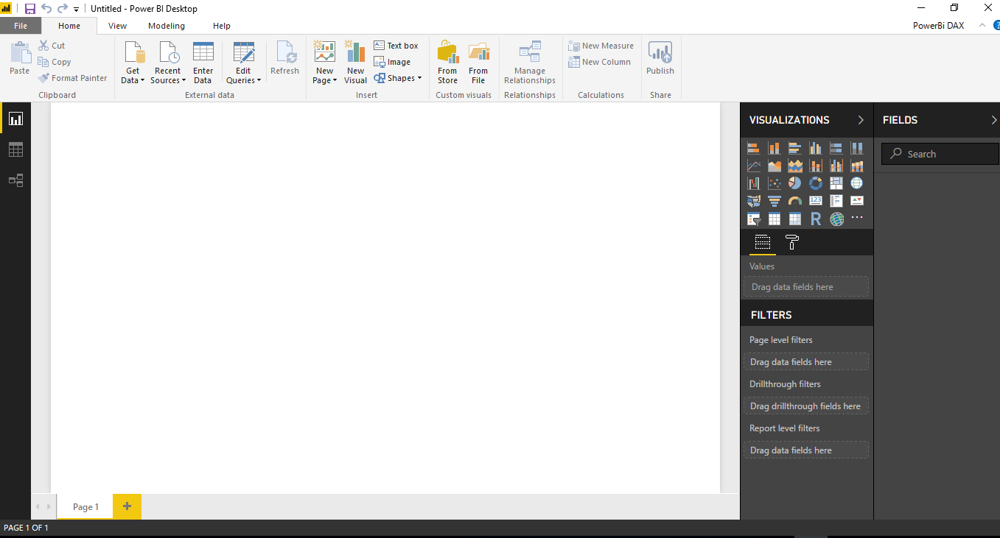 Untitled - Power BI Desktop
File Home View Modeling Help PowerBi DAX ?
Paste
Cut
Copy
Format Painter
Clipboard
Get
Data
Recent
Sources
Enter
Data
Edit
Queries
Refresh
External data
New
Page
New
Visual
Text box
Image
Shapes
Insert
From
Store
From
File
Custom visuals
Manage
Relationships
Relationships
New Measure
New Column
Calculations
Publish
Share
VISUALIZATIONS
123
R
Values
Drag data fields here
FILTERS
Page level filters
Drag data fields here
Drillthrough filters
Drag drillthrough fields here
Report level filters
Drag data fields here
FIELDS
Search
Page 1
PAGE 1 OF 1